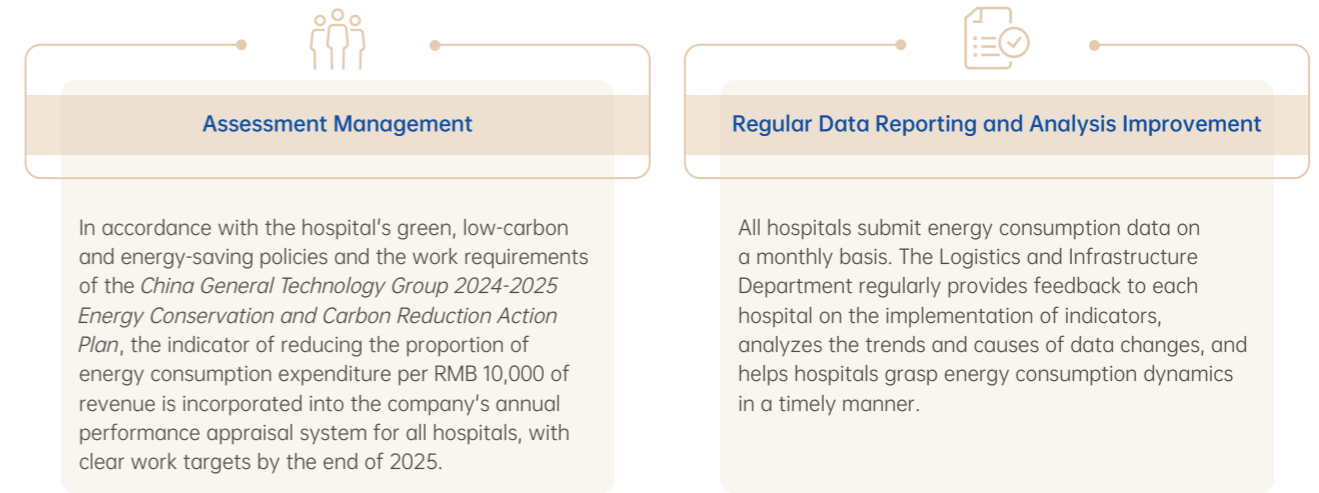 Assessment Management
In accordance with the hospital's green, low-carbon
and energy-saving policies and the work requirements
of the China General Technology Group 2024-2025
Energy Conservation and Carbon Reduction Action
Plan, the indicator of reducing the proportion of
energy consumption expenditure per RMB 10,000 of
revenue is incorporated into the company's annual
performance appraisal system for all hospitals, with
clear work targets by the end of 2025.
Regular Data Reporting and Analysis Improvement
All hospitals submit energy consumption data on
a monthly basis. The Logistics and Infrastructure
Department regularly provides feedback to each
hospital on the implementation of indicators,
analyzes the trends and causes of data changes, and
helps hospitals grasp energy consumption dynamics
in a timely manner.